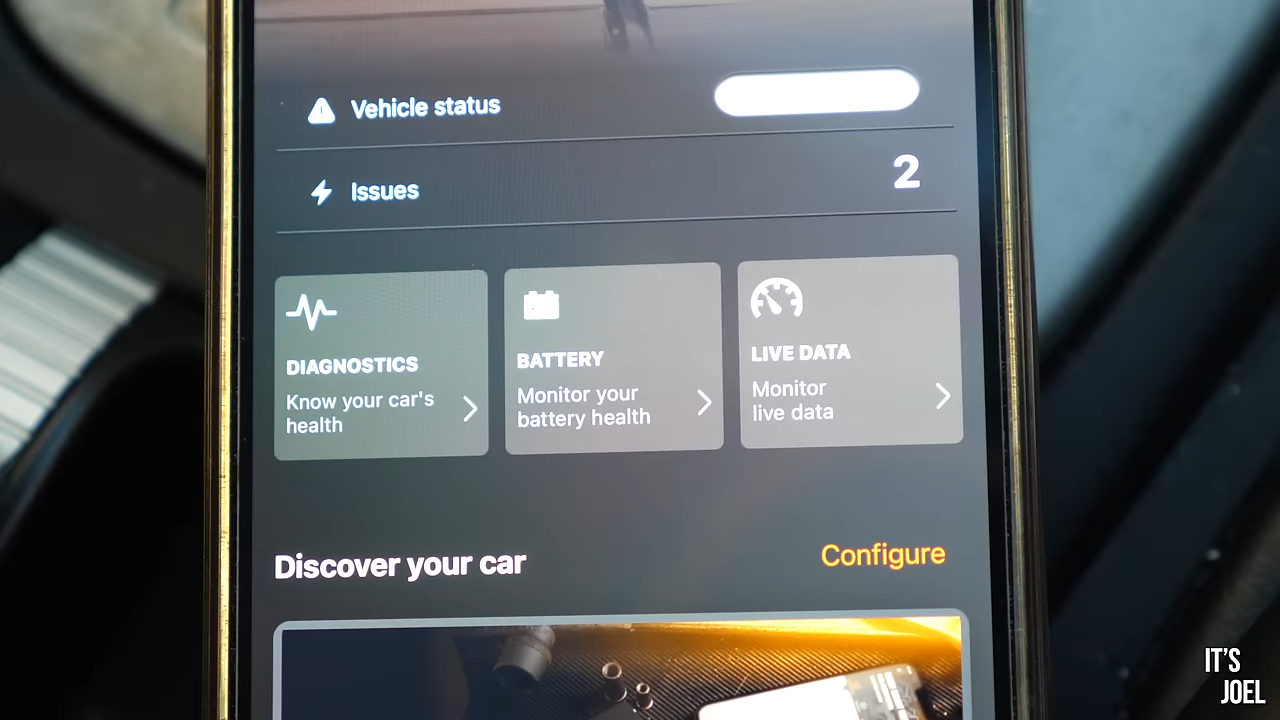 Vehicle status
Issues
2
DIAGNOSTICS
Know your car's
health
BATTERY
Monitor your
battery health
LIVE DATA
Monitor
live data
Discover your car
Configure
IT'S
JOEL